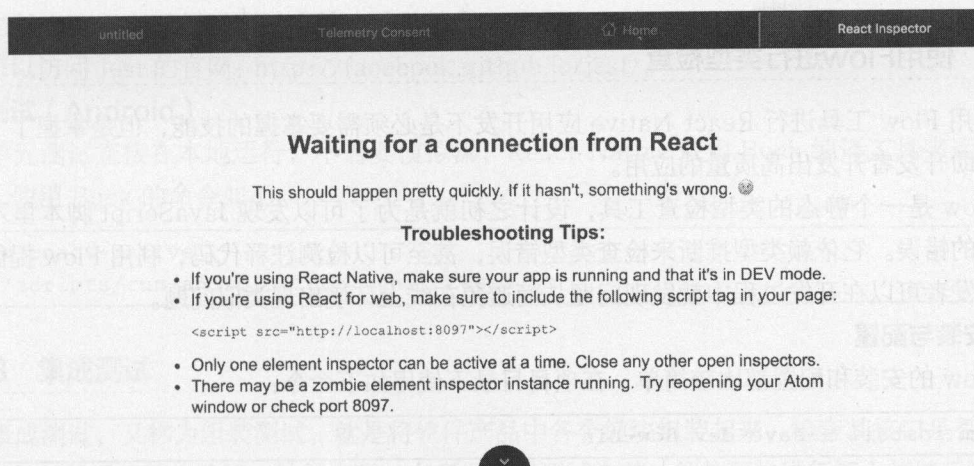 untitled
Telemetry Consent
Home
React Inspector
Waiting for a connection from React
This should happen pretty quickly. If it hasn't, something's wrong.
Troubleshooting Tips:
• If you're using React Native, make sure your app is running and that it's in DEV mode.
• If you're using React for web, make sure to include the following script tag in your page:
<script src="http://localhost:8097"></script>
• Only one element inspector can be active at a time. Close any other open inspectors.
• There may be a zombie element inspector instance running. Try reopening your Atom
window or check port 8097.